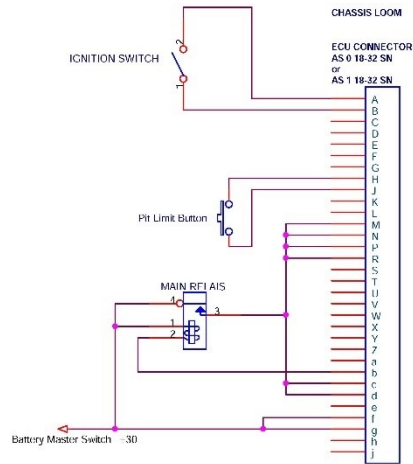 CHASSIS LOOM
ECU CONNECTOR
AS 0 18-32 SN
or
AS 1 18-32 SN
IGNITION SWITCH
2
1
A
B
C
D
E
F
G
H
J
K
L
M
N
P
R
S
T
U
V
W
X
Y
Z
a
b
c
d
e
f
g
h
j
Pit Limit Button
MAIN RELAIS
4
3
1
2
Battery Master Switch +30